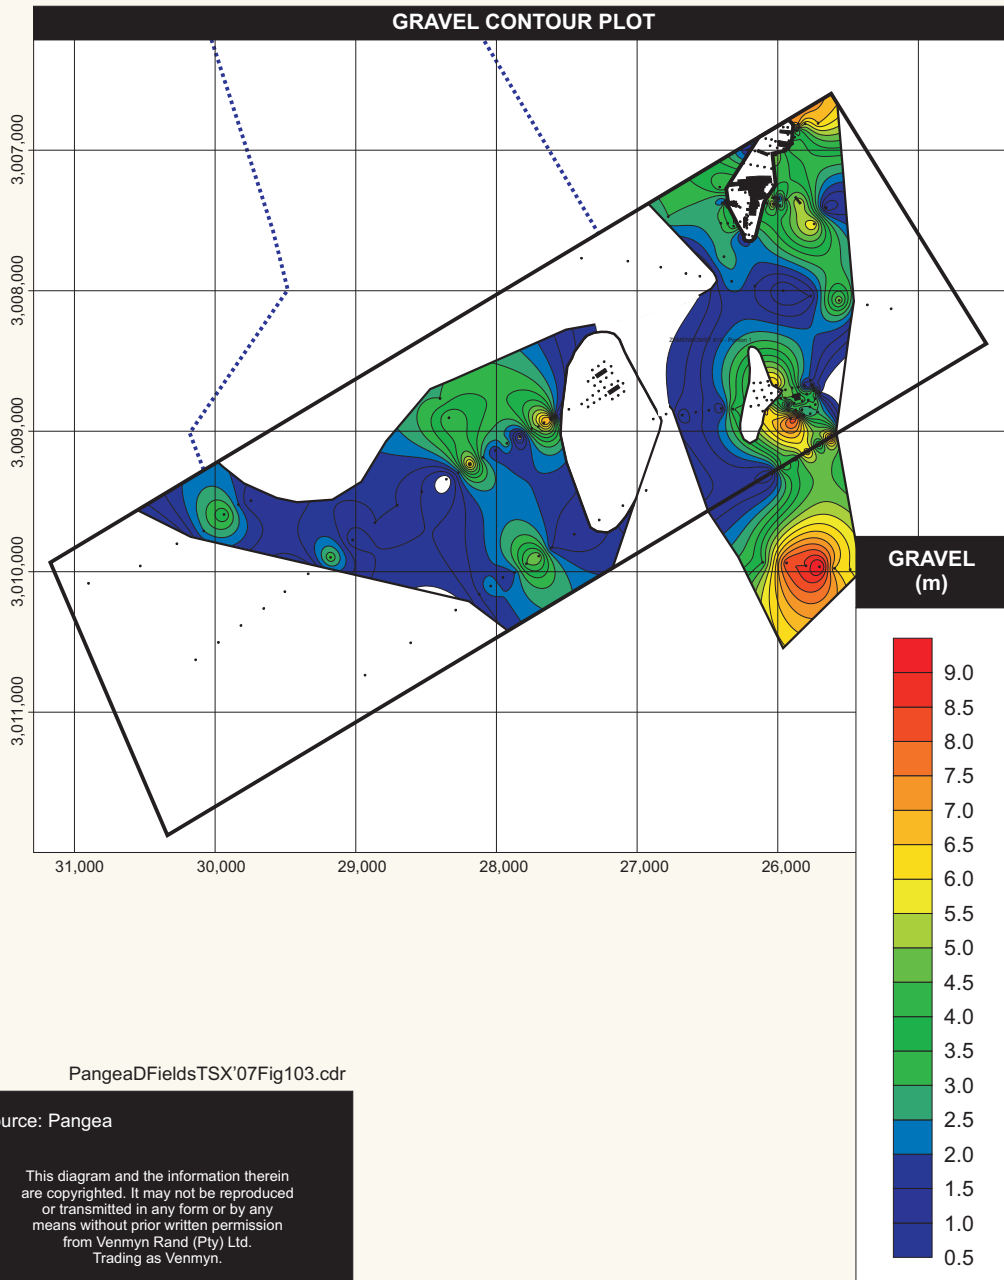 GRAVEL CONTOUR PLOT
3,007,000
3,008,000
3,009,000
3,010,000
3,011,000
31,000
30,000
29,000
28,000
27,000
26,000
GRAVEL
(m)
9.0
8.5
8.0
7.5
7.0
6.5
6.0
5.5
5.0
4.5
4.0
3.5
3.0
2.5
2.0
1.5
1.0
0.5
PangeaDFieldsTSX'07Fig103.cdr
urce: Pangea
This diagram and the information therein
are copyrighted. It may not be reproduced
or transmitted in any form or by any
means without prior written permission
from Venmyn Rand (Pty) Ltd.
Trading as Venmyn.